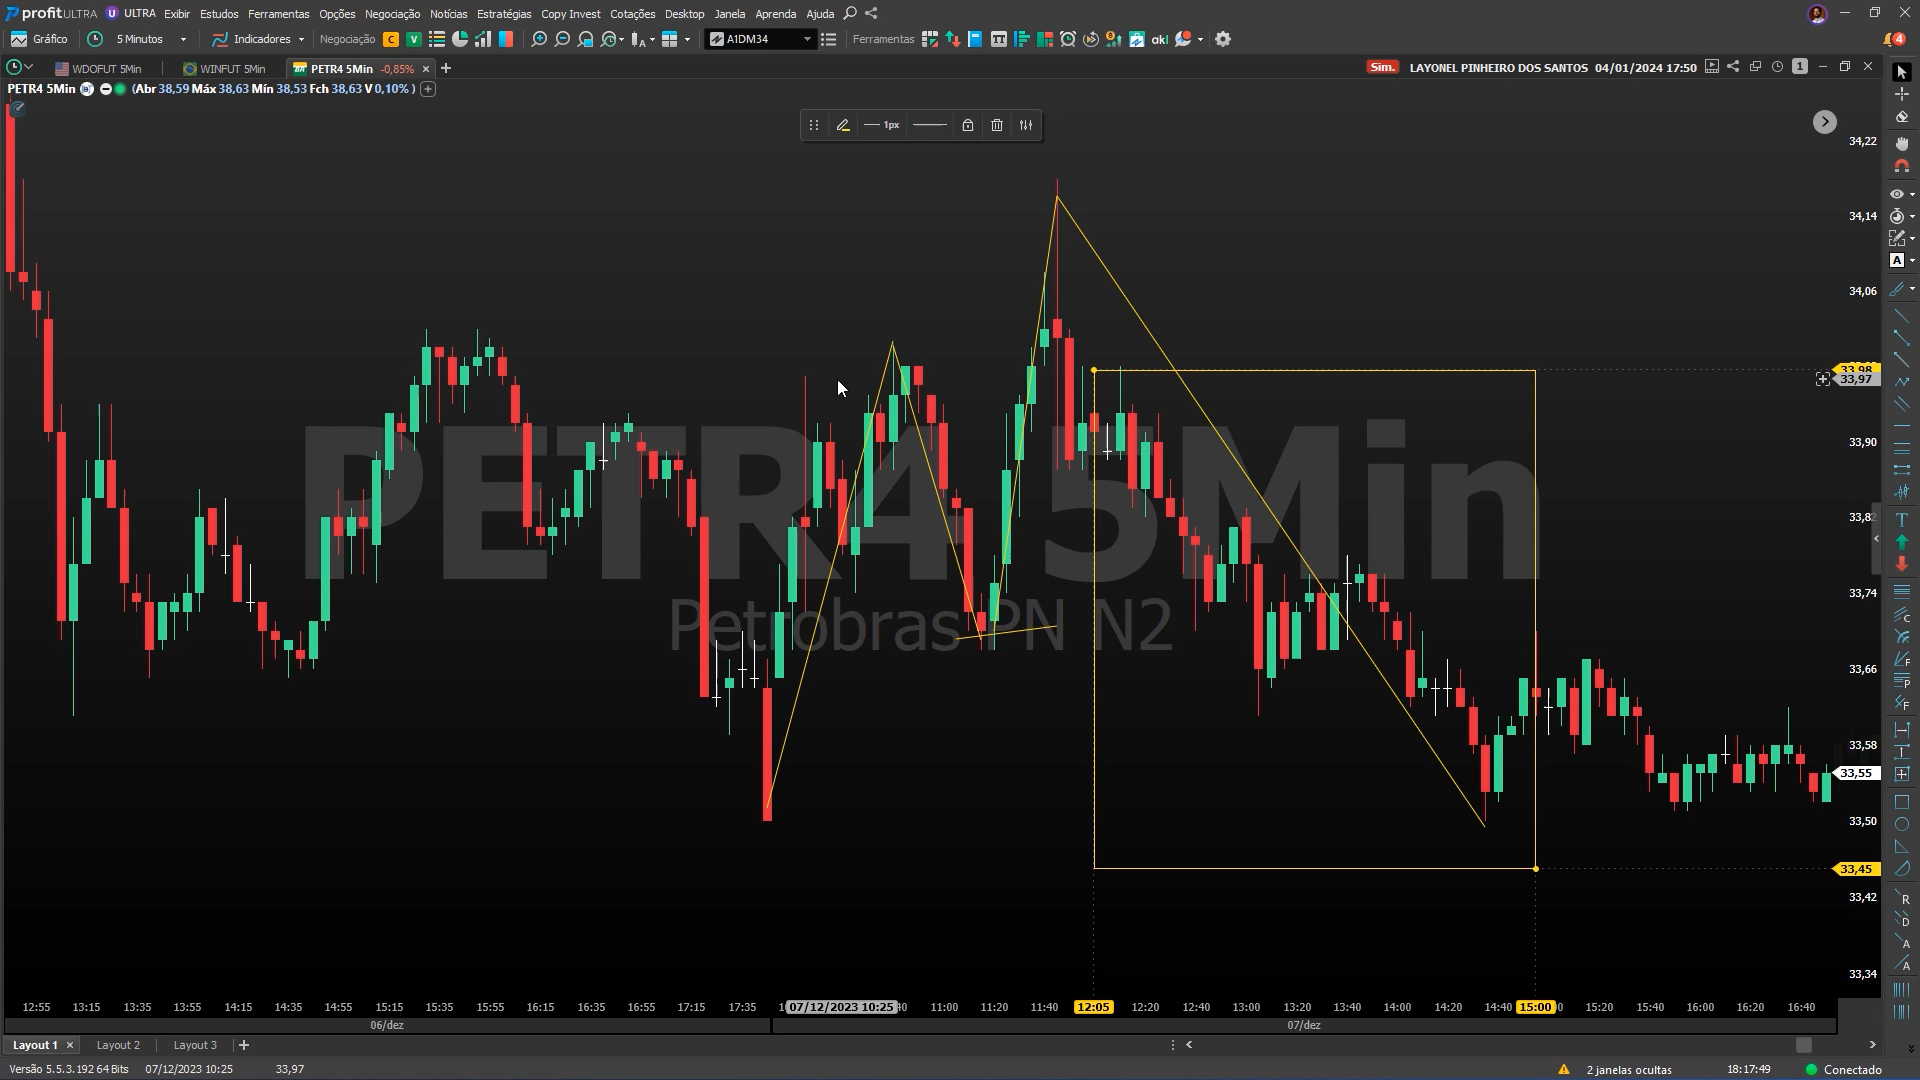 profitULTRA ULTRA Exibir Estudos Ferramentas Opções Negociação Notícias Estratégias Copy Invest Cotações Desktop Janela Aprenda Ajuda
Gráfico 5 Minutos Indicadores Negociação C V A1DM34 Ferramentas akl 4
WDOFUT 5Min WINFUT 5Min PETR4 5Min -0,85% × + Sim. LAYONEL PINHEIRO DOS SANTOS 04/01/2024 17:50 1
PETR4 5Min (Abr 38,59 Máx 38,63 Mín 38,53 Fch 38,63 V 0,10% )
1px
34,22
34,14
34,06
33,98
33,97
33,90
33,82
33,74
33,66
33,58
33,55
33,50
33,45
33,42
33,34
PETR4 5Min
Petrobras PN N2
12:55 13:15 13:35 13:55 14:15 14:35 14:55 15:15 15:35 15:55 16:15 16:35 16:55 17:15 17:35 07/12/2023 10:25 11:00 11:20 11:40 12:05 12:20 12:40 13:00 13:20 13:40 14:00 14:20 14:40 15:00 15:20 15:40 16:00 16:20 16:40
06/dez 07/dez
Layout 1 × Layout 2 Layout 3 +
Versão 5.5.3.192 64 Bits 07/12/2023 10:25 33,97 2 janelas ocultas 18:17:49 Conectado